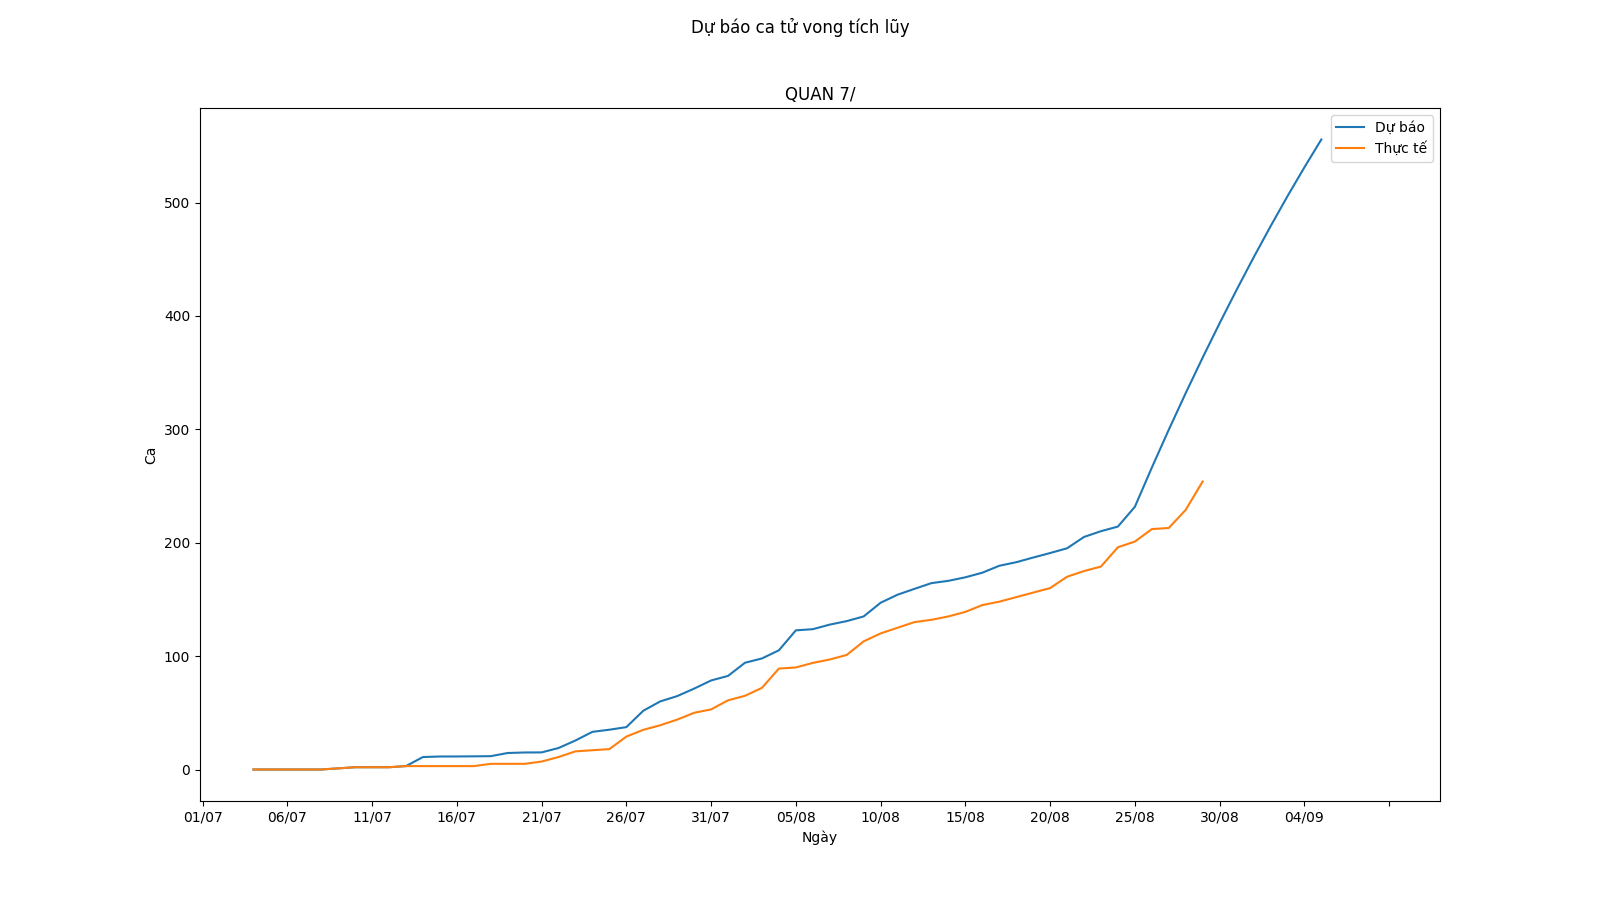 Dự báo ca tử vong tích lũy
QUAN 7/
Dự báo
Thực tế
500
400
300
200
100
0
Ca
01/07 06/07 11/07 16/07 21/07 26/07 31/07 05/08 10/08 15/08 20/08 25/08 30/08 04/09
Ngày